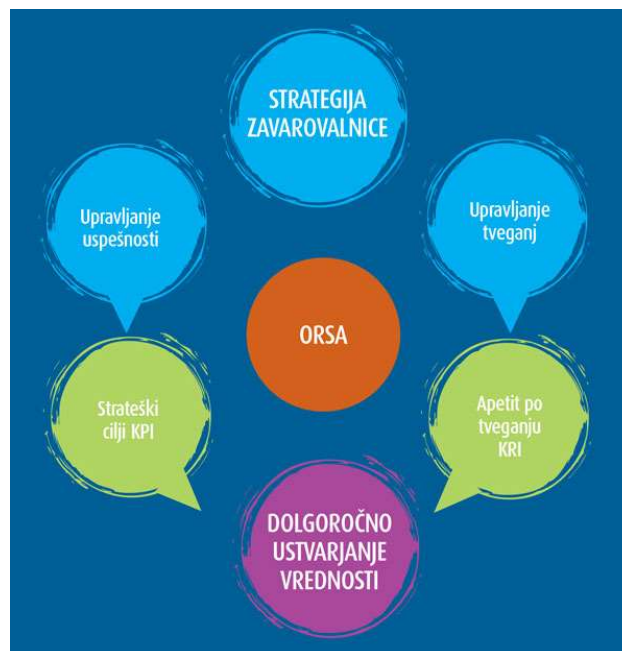 STRATEGIJA
ZAVAROVALNICE
Upravljanje
uspešnosti
Upravljanje
tveganj
ORSA
Strateški
cilji KPI
Apetit po
tveganju
KRI
DOLGOROČNO
USTVARJANJE
VREDNOSTI